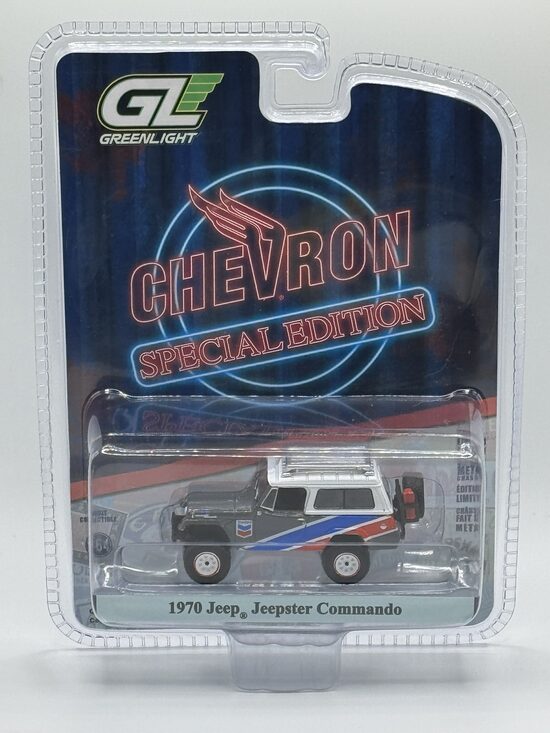 GL
GREENLIGHT
CHEVRON
SPECIAL EDITION
1970 Jeep® Jeepster Commando